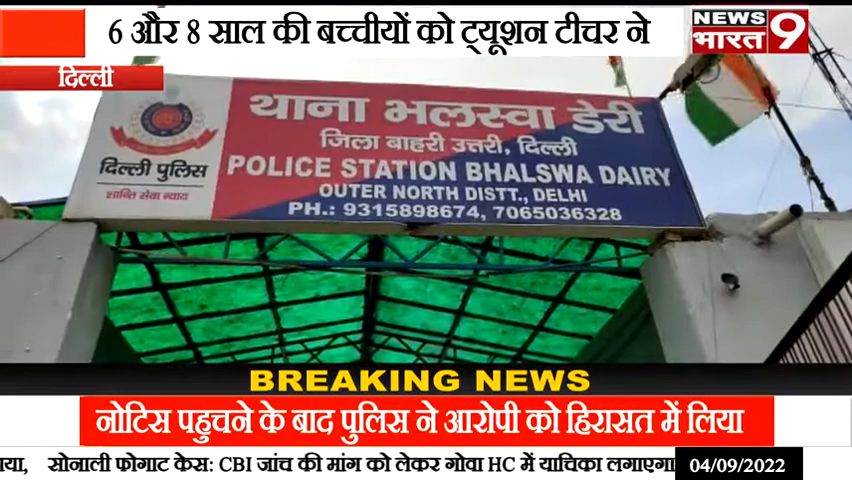 6 और 8 साल की बच्चीयों को ट्यूशन टीचर ने
NEWS
भारत 9
दिल्ली
थाना भलस्वा डेरी
जिला बाहरी उत्तरी, दिल्ली
दिल्ली पुलिस
शान्ति सेवा न्याय
POLICE STATION BHALSWA DAIRY
OUTER NORTH DISTT., DELHI
PH.: 9315898674, 7065036328
BREAKING NEWS
नोटिस पहुचने के बाद पुलिस ने आरोपी को हिरासत में लिया
सोनाली फोगाट केस: CBI जांच की मांग को लेकर गोवा HC में याचिका लगाएगा
04/09/2022